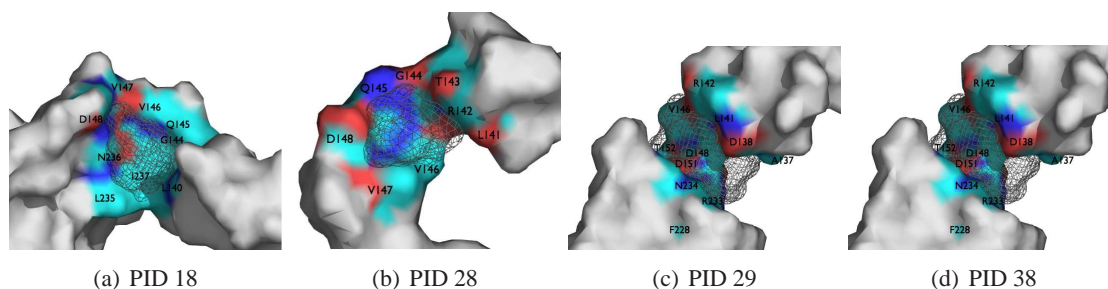 V147
V146
D148
Q145
G144
N236
I237
L140
L235
G144
T143
Q145
R142
D148
L141
V146
V147
R142
V146
L141
D138
D148
A137
D151
N234
R233
F228
R142
V146
L141
D138
D148
A137
D151
N234
R233
F228
(a) PID 18
(b) PID 28
(c) PID 29
(d) PID 38